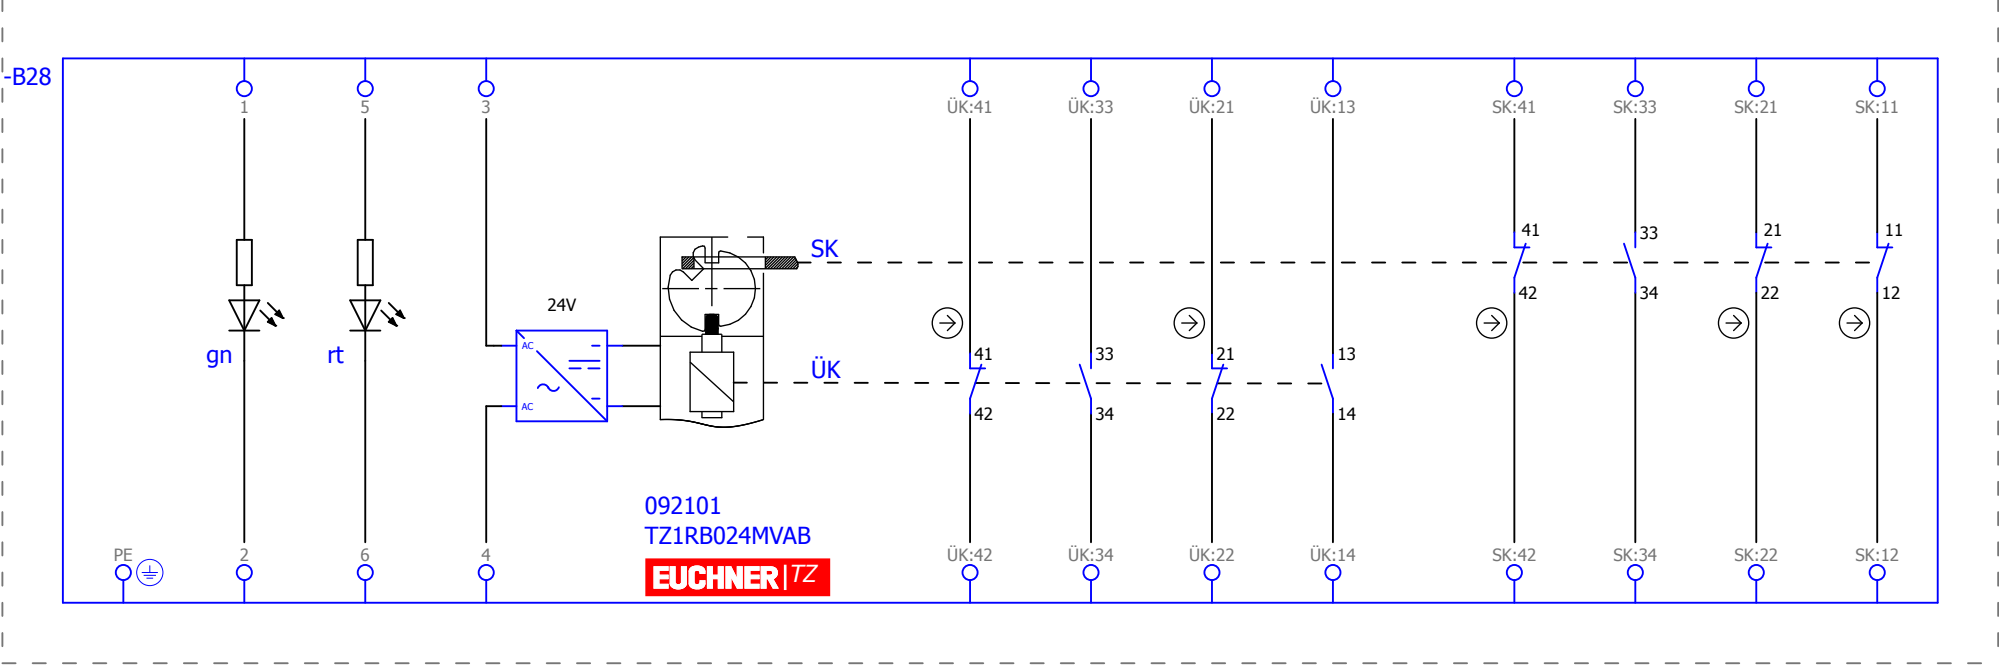 -B28
1 5 3 ÜK:41 ÜK:33 ÜK:21 ÜK:13 SK:41 SK:33 SK:21 SK:11
41 33 21 11
SK
42 34 22 12
24V
gn rt AC 41 33 21 13
ÜK
AC 42 34 22 14
092101
TZ1RB024MVAB
PE 2 6 4 ÜK:42 ÜK:34 ÜK:22 ÜK:14 SK:42 SK:34 SK:22 SK:12
EUCHNER TZ